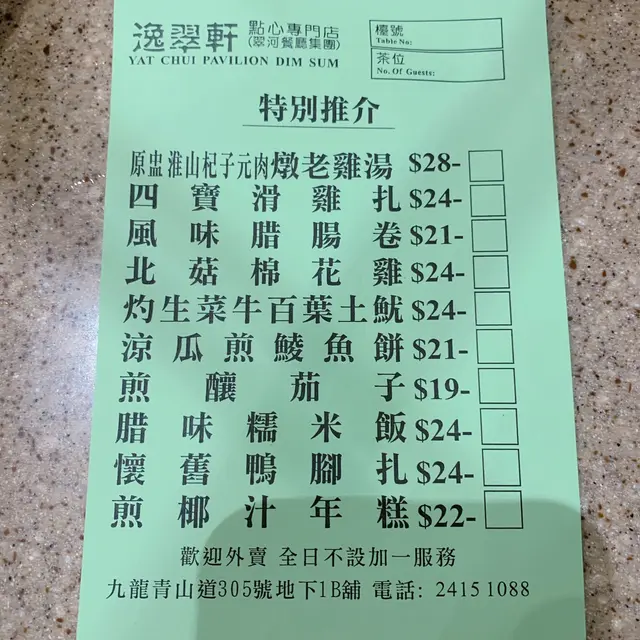 逸翠軒 點心專門店
(翠河餐廳集團)
YAT CHUI PAVILION DIM SUM
檯號
Table No:
茶位
No. Of Guests:
特別推介
原盅淮山杞子元肉燉老雞湯 $28-
四寶滑雞扎 $24-
風味腊腸卷 $21-
北菇棉花雞 $24-
灼生菜牛百葉土魷 $24-
涼瓜煎鯪魚餅 $21-
煎釀茄子 $19-
腊味糯米飯 $24-
懷舊鴨腳扎 $24-
煎椰汁年糕 $22-
歡迎外賣 全日不設加一服務
九龍青山道305號地下1B舖 電話: 2415 1088